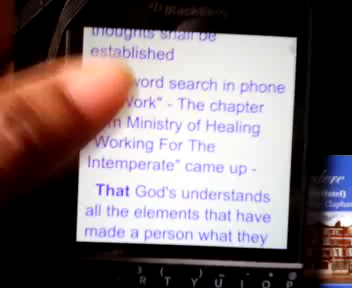 BlackBerry
thoughts shall be
established
word search in phone
Work" - The chapter
Ministry of Healing
Working For The
Intemperate" came up -
That God's understands
all the elements that have
made a person what they
R T Y U I O P